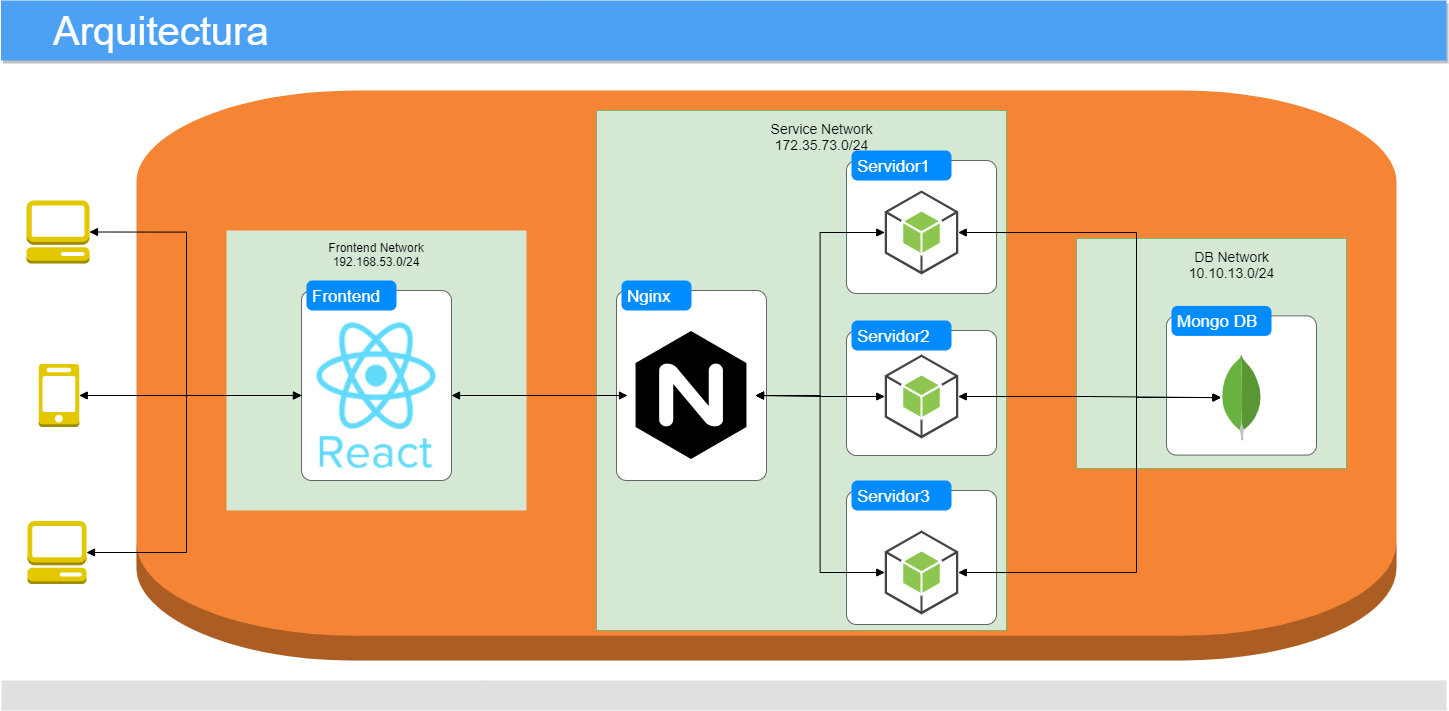 Arquitectura
Frontend Network
192.168.53.0/24
Frontend
React
Service Network
172.35.73.0/24
Nginx
N
Servidor1
Servidor2
Servidor3
DB Network
10.10.13.0/24
Mongo DB